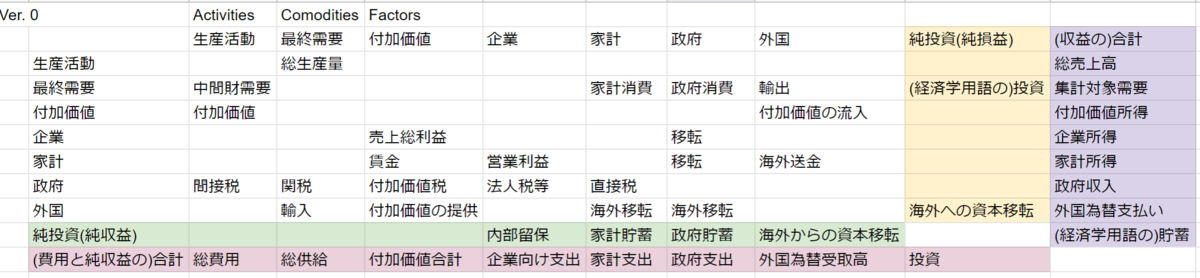 Ver. 0 Activities Comodities Factors
生産活動 最終需要 付加価値 企業 家計 政府 外国 純投資(純損益) (収益の)合計
生産活動 総生産量 総売上高
最終需要 中間財需要 家計消費 政府消費 輸出 (経済学用語の)投資 集計対象需要
付加価値 付加価値 付加価値の流入 付加価値所得
企業 売上総利益 移転 企業所得
家計 賃金 営業利益 移転 海外送金 家計所得
政府 間接税 関税 付加価値税 法人税等 直接税 政府収入
外国 輸入 付加価値の提供 海外移転 海外移転 海外への資本移転 外国為替支払い
純投資(純収益) 内部留保 家計貯蓄 政府貯蓄 海外からの資本移転 (経済学用語の)貯蓄
(費用と純収益の)合計 総費用 総供給 付加価値合計 企業向け支出 家計支出 政府支出 外国為替受取高 投資